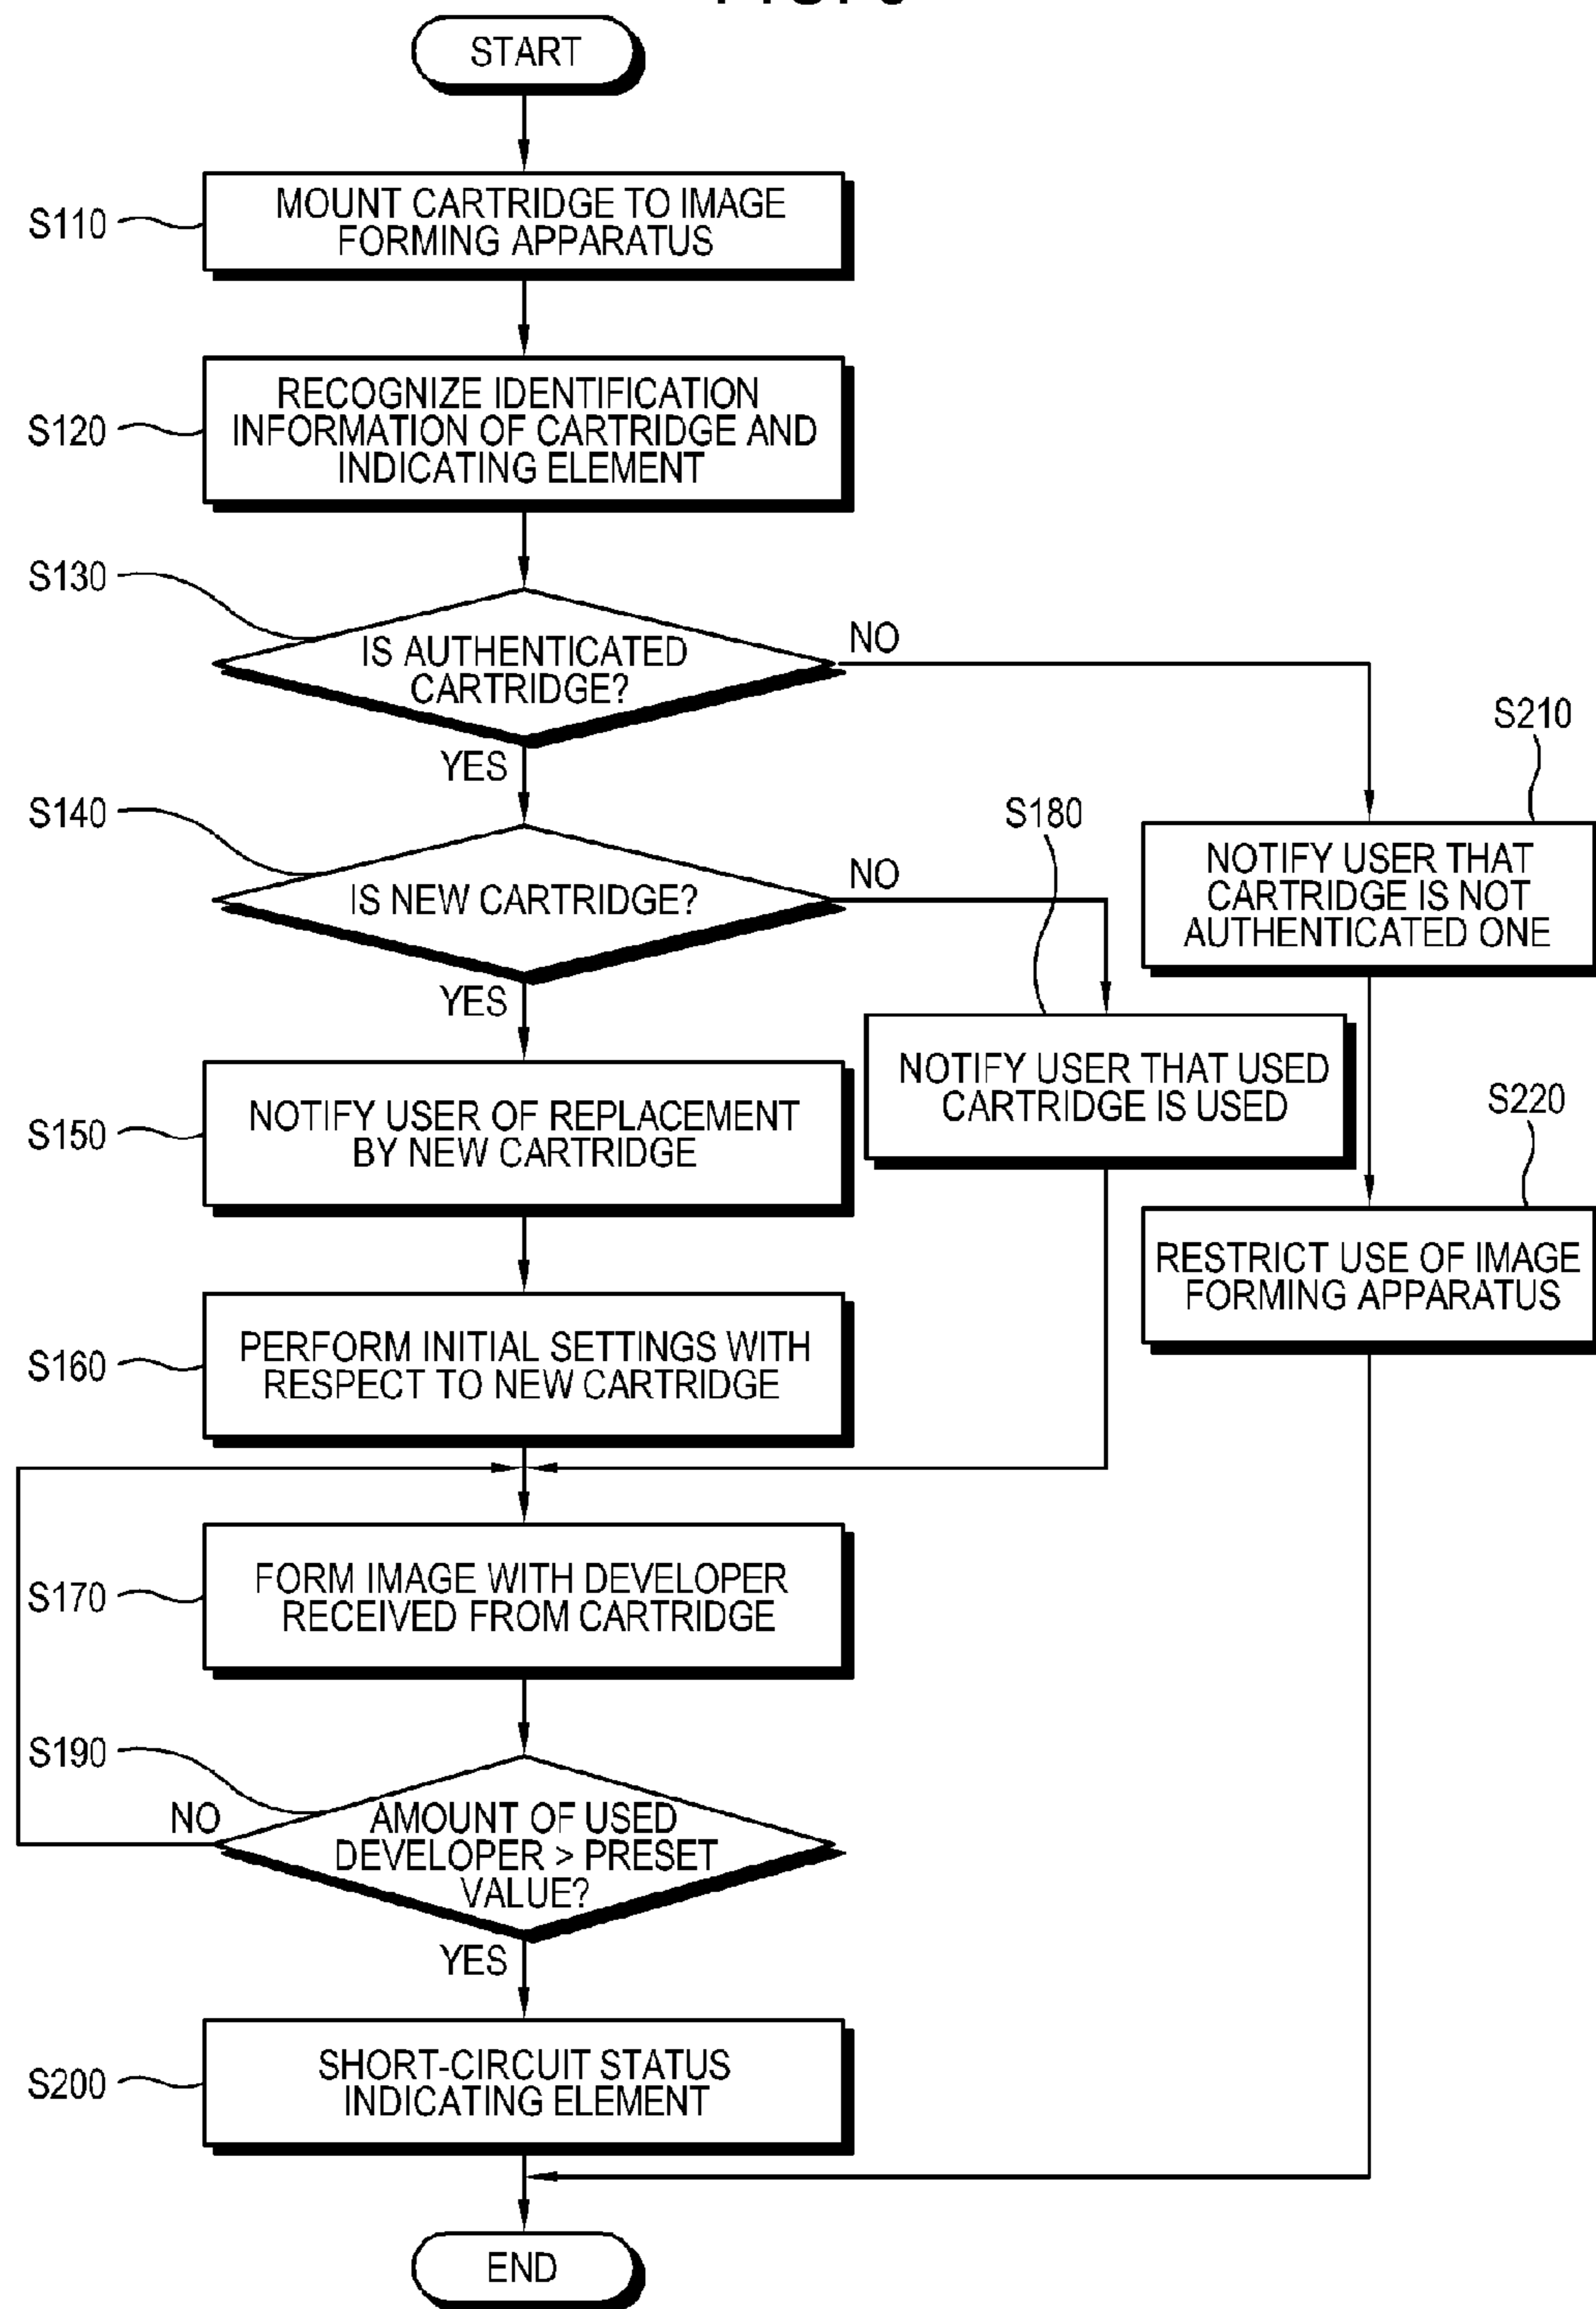 START
S110
MOUNT CARTRIDGE TO IMAGE
FORMING APPARATUS
S120
RECOGNIZE IDENTIFICATION
INFORMATION OF CARTRIDGE AND
INDICATING ELEMENT
S130
IS AUTHENTICATED
CARTRIDGE?
NO
YES
S210
NOTIFY USER THAT
CARTRIDGE IS NOT
AUTHENTICATED ONE
S140
IS NEW CARTRIDGE?
NO
YES
S180
NOTIFY USER THAT USED
CARTRIDGE IS USED
S220
RESTRICT USE OF IMAGE
FORMING APPARATUS
S150
NOTIFY USER OF REPLACEMENT
BY NEW CARTRIDGE
S160
PERFORM INITIAL SETTINGS WITH
RESPECT TO NEW CARTRIDGE
S170
FORM IMAGE WITH DEVELOPER
RECEIVED FROM CARTRIDGE
S190
NO
AMOUNT OF USED
DEVELOPER > PRESET
VALUE?
YES
S200
SHORT-CIRCUIT STATUS
INDICATING ELEMENT
END